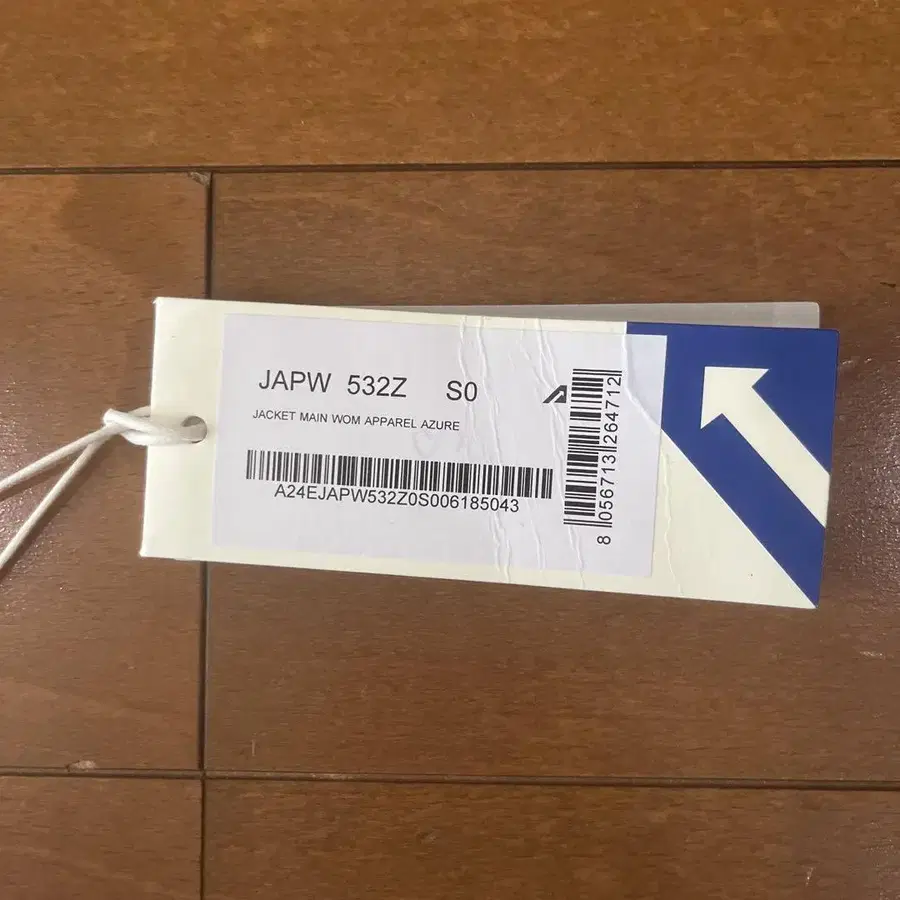 JAPW 532Z S0
JACKET MAIN WOM APPAREL AZURE
A24EJAPW532Z0S006185043
8 056713 264712